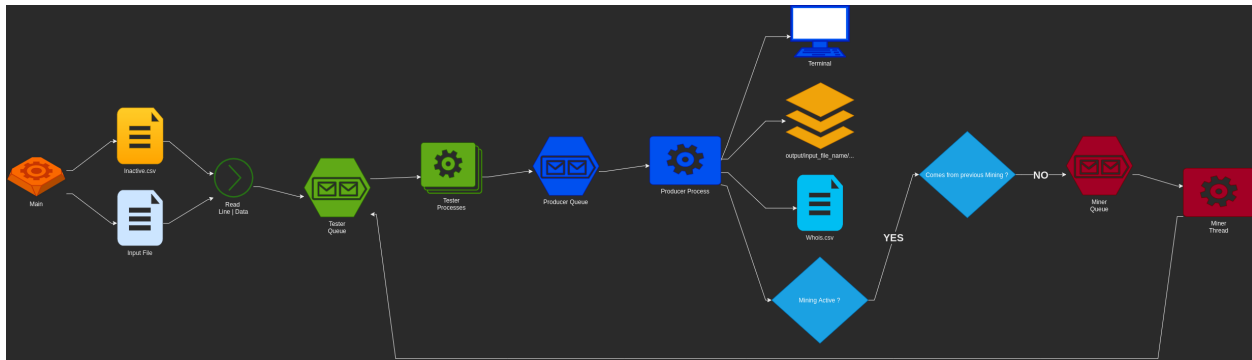 Main
Inactive.csv
Input File
Read
Line | Data
Tester
Queue
Tester
Processes
Producer Queue
Producer Process
Terminal
output/input_file_name/...
Whois.csv
Mining Active ?
YES
Comes from previous Mining ?
NO
Miner
Queue
Miner
Thread